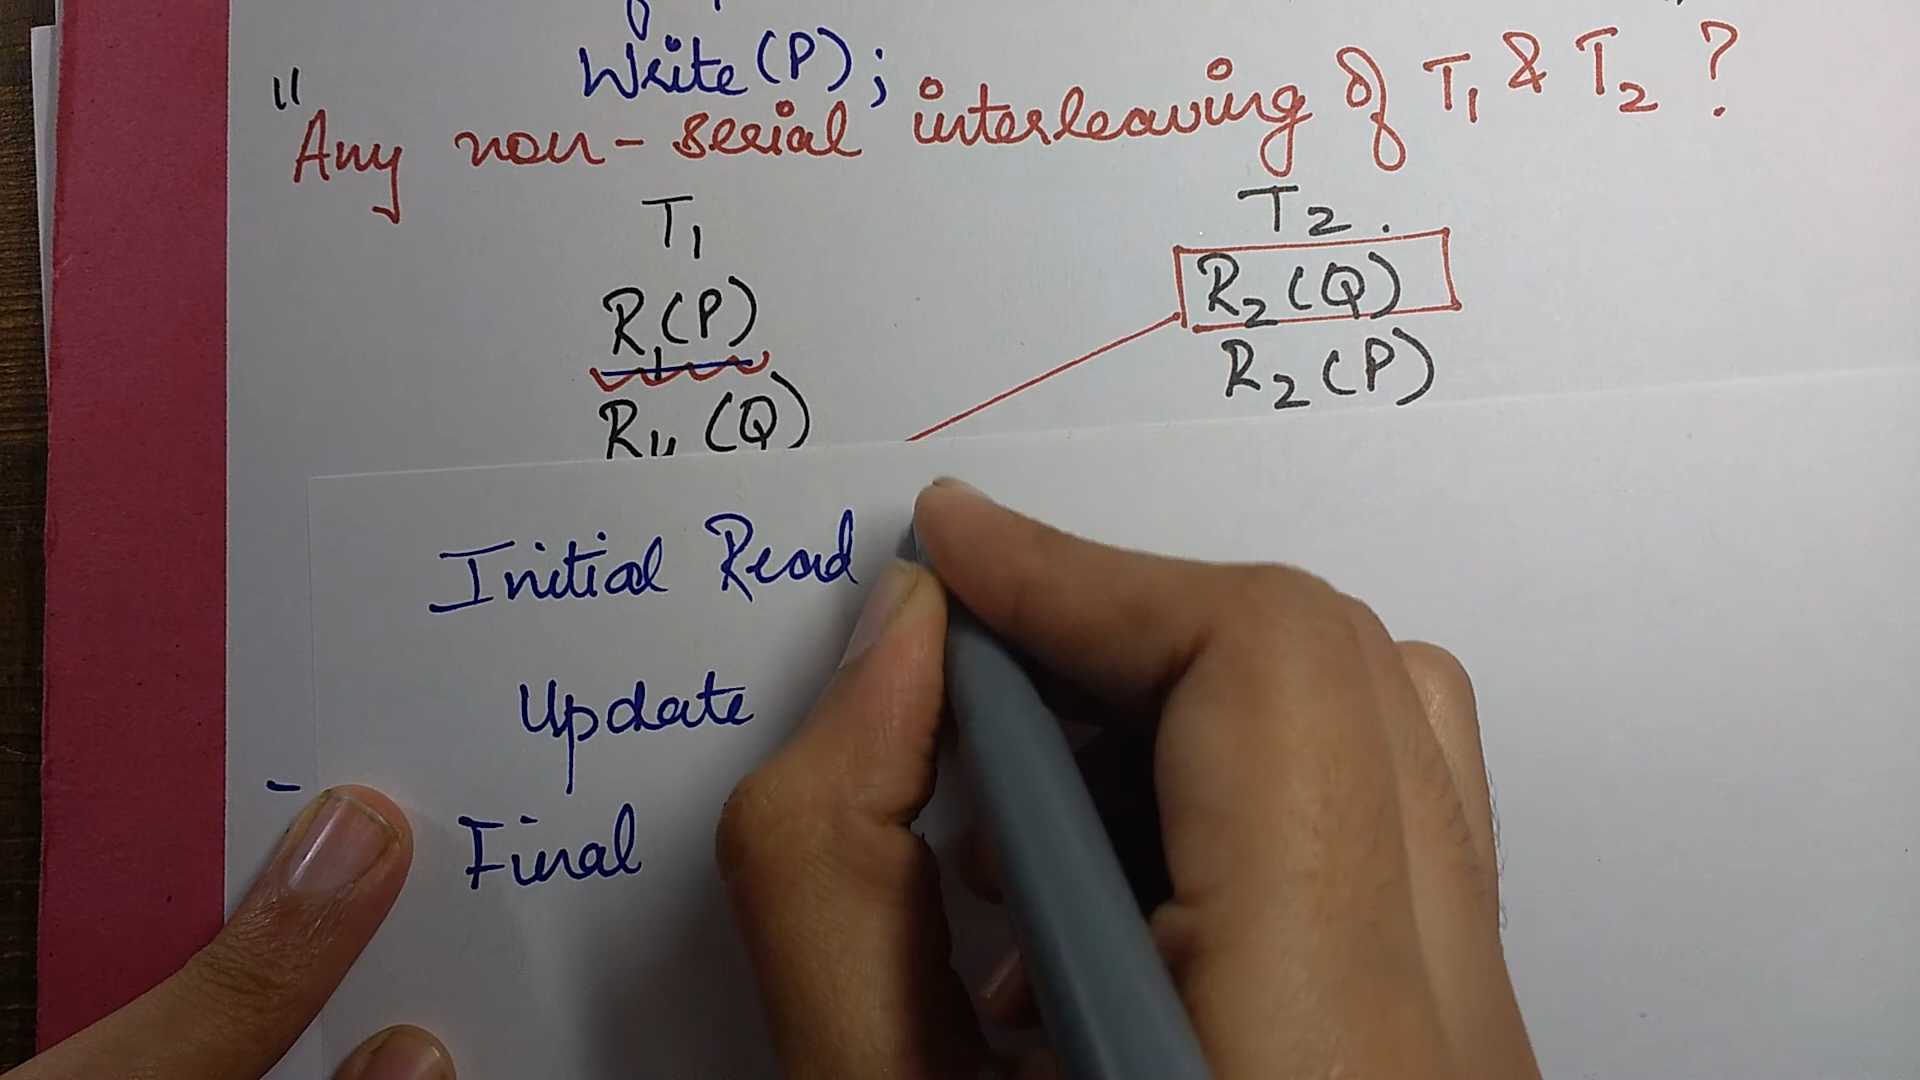 Write(P);
"Any non-serial interleaving of T1 & T2 ?
T1 T2.
R1(P) R2(Q)
R1(Q) R2(P)
Initial Read
Update
Final